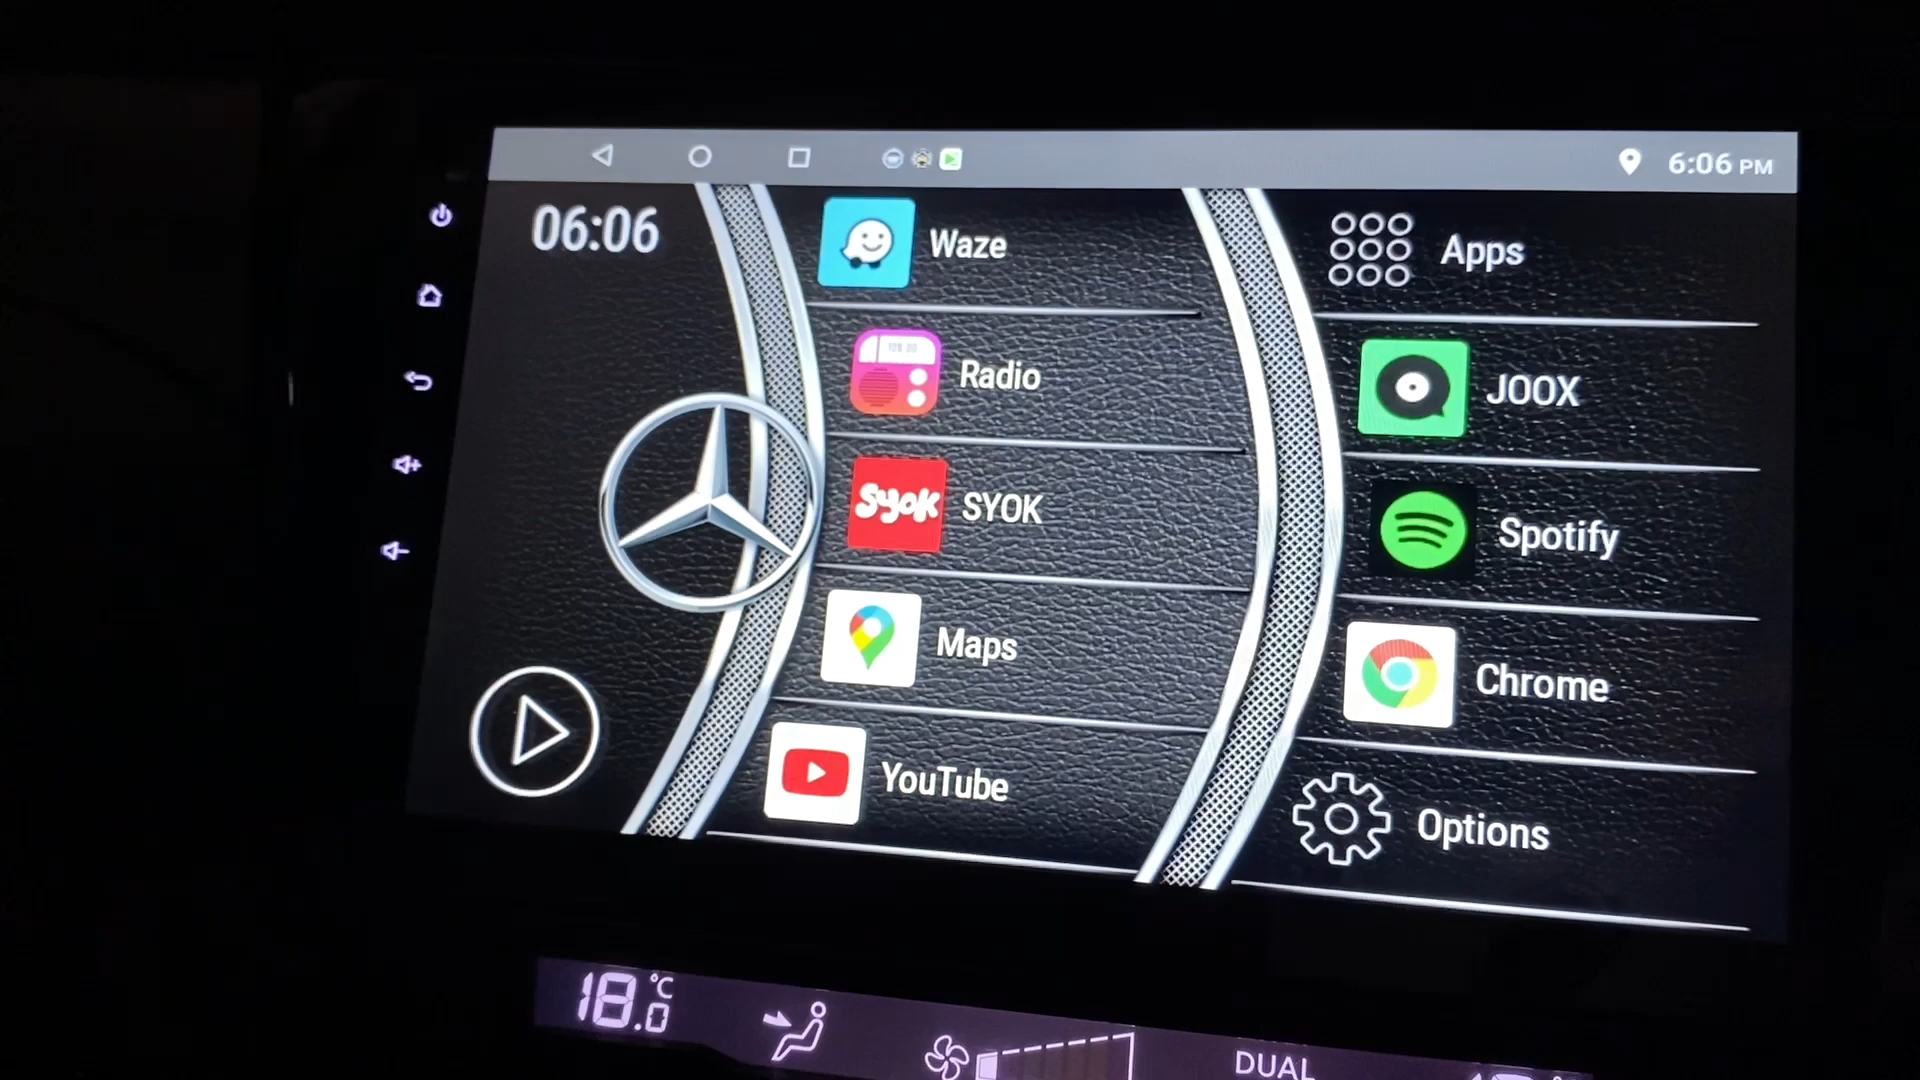 6:06 PM
06:06
Waze
Apps
Radio
JOOX
syok SYOK
Spotify
Maps
Chrome
YouTube
Options
18.0 °C
DUAL